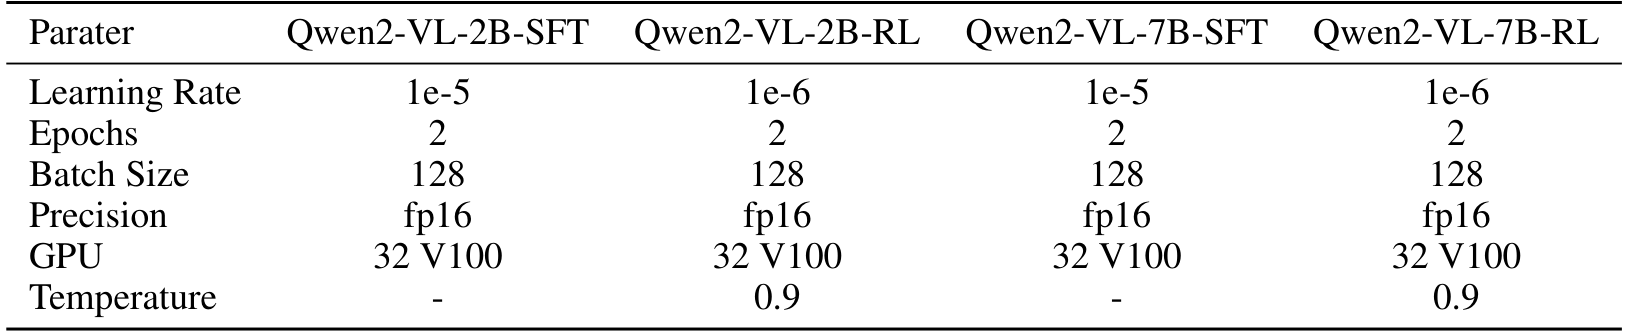 Parater Qwen2-VL-2B-SFT Qwen2-VL-2B-RL Qwen2-VL-7B-SFT Qwen2-VL-7B-RL
Learning Rate 1e-5 1e-6 1e-5 1e-6
Epochs 2 2 2 2
Batch Size 128 128 128 128
Precision fp16 fp16 fp16 fp16
GPU 32 V100 32 V100 32 V100 32 V100
Temperature - 0.9 - 0.9